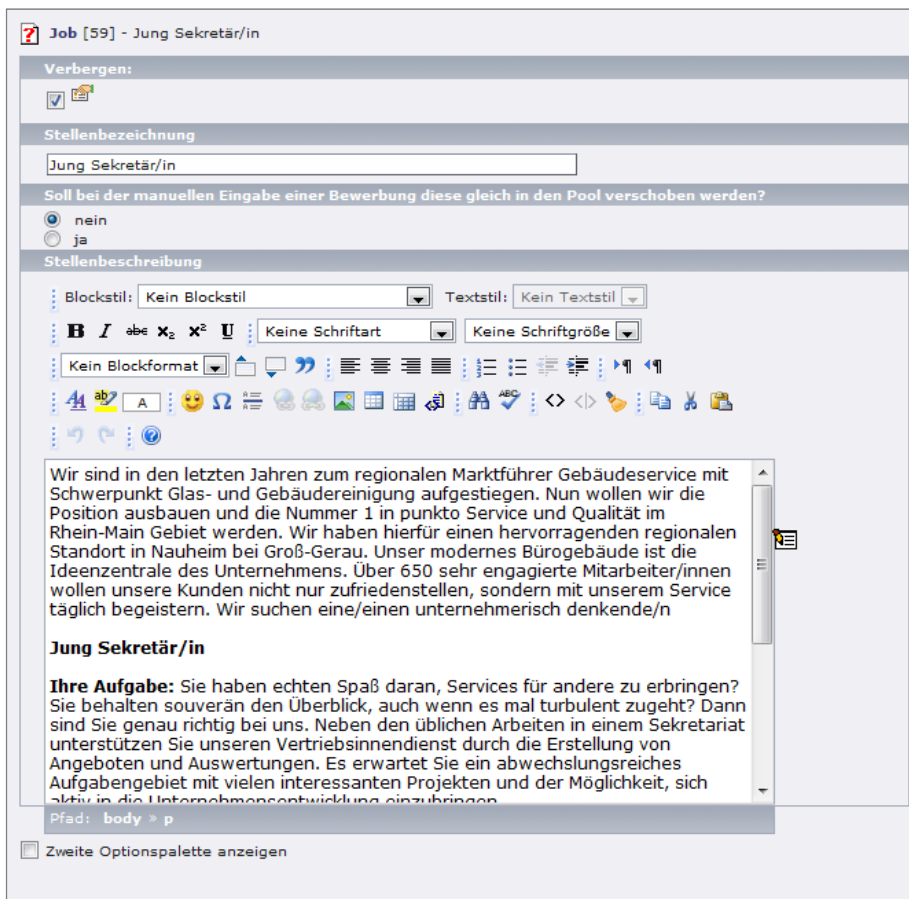 Job [59] - Jung Sekretär/in
Verbergen:
Stellenbezeichnung
Jung Sekretär/in
Soll bei der manuellen Eingabe einer Bewerbung diese gleich in den Pool verschoben werden?
nein
ja
Stellenbeschreibung
Blockstil: Kein Blockstil Textstil: Kein Textstil
B I abc x₂ x² U Keine Schriftart Keine Schriftgröße
Kein Blockformat
Wir sind in den letzten Jahren zum regionalen Marktführer Gebäudeservice mit
Schwerpunkt Glas- und Gebäudereinigung aufgestiegen. Nun wollen wir die
Position ausbauen und die Nummer 1 in punkto Service und Qualität im
Rhein-Main Gebiet werden. Wir haben hierfür einen hervorragenden regionalen
Standort in Nauheim bei Groß-Gerau. Unser modernes Bürogebäude ist die
Ideenzentrale des Unternehmens. Über 650 sehr engagierte Mitarbeiter/innen
wollen unsere Kunden nicht nur zufriedenstellen, sondern mit unserem Service
täglich begeistern. Wir suchen eine/einen unternehmerisch denkende/n
Jung Sekretär/in
Ihre Aufgabe: Sie haben echten Spaß daran, Services für andere zu erbringen?
Sie behalten souverän den Überblick, auch wenn es mal turbulent zugeht? Dann
sind Sie genau richtig bei uns. Neben den üblichen Arbeiten in einem Sekretariat
unterstützen Sie unseren Vertriebsinnendienst durch die Erstellung von
Angeboten und Auswertungen. Es erwartet Sie ein abwechslungsreiches
Aufgabengebiet mit vielen interessanten Projekten und der Möglichkeit, sich
aktiv in die Unternehmensentwicklung einzubringen
Pfad: body » p
Zweite Optionspalette anzeigen